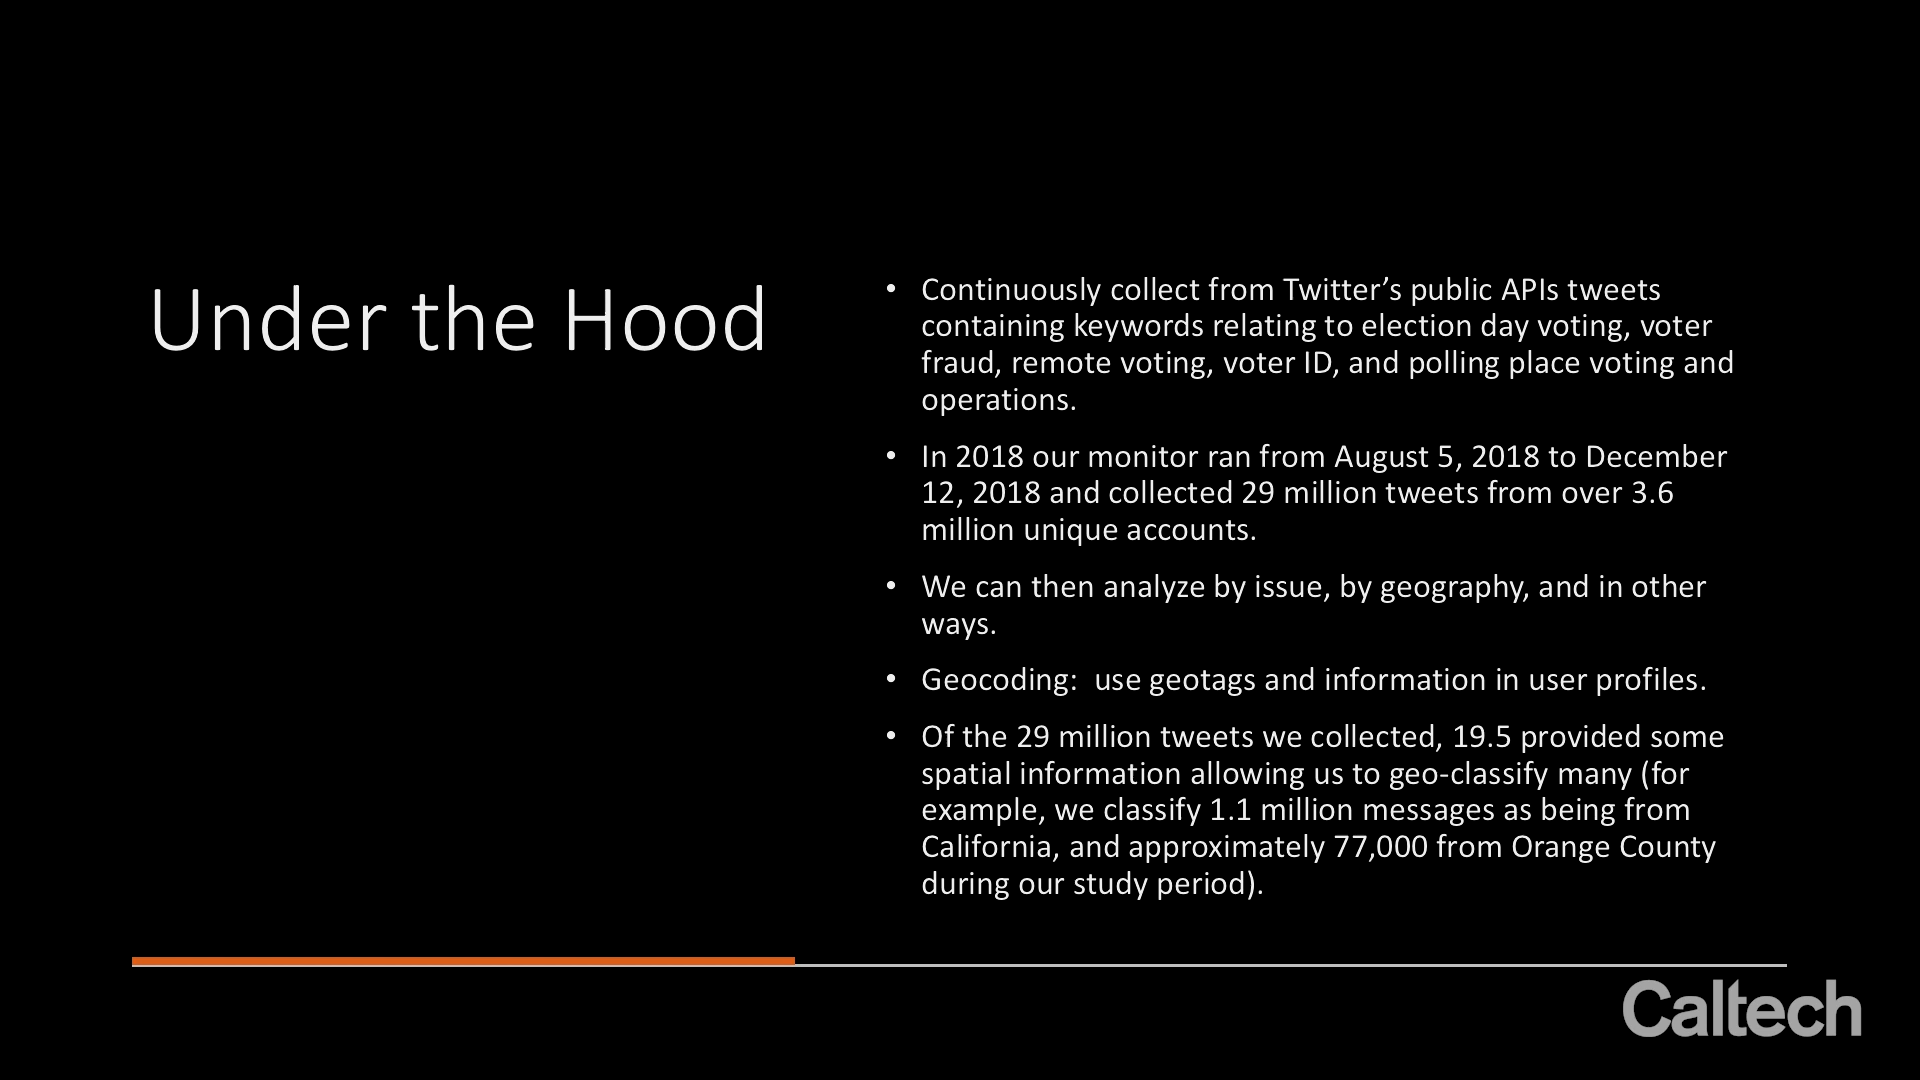 Under the Hood
• Continuously collect from Twitter’s public APIs tweets
containing keywords relating to election day voting, voter
fraud, remote voting, voter ID, and polling place voting and
operations.
• In 2018 our monitor ran from August 5, 2018 to December
12, 2018 and collected 29 million tweets from over 3.6
million unique accounts.
• We can then analyze by issue, by geography, and in other
ways.
• Geocoding:  use geotags and information in user profiles.
• Of the 29 million tweets we collected, 19.5 provided some
spatial information allowing us to geo-classify many (for
example, we classify 1.1 million messages as being from
California, and approximately 77,000 from Orange County
during our study period).
Caltech